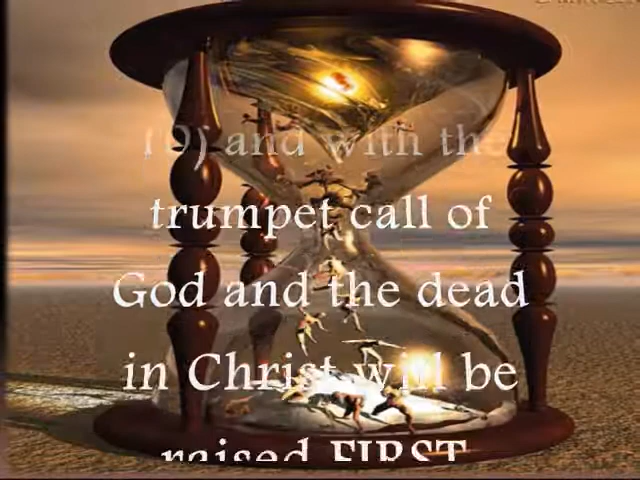 (D) and with the
trumpet call of
God and the dead
in Christ will be
raised FIRST